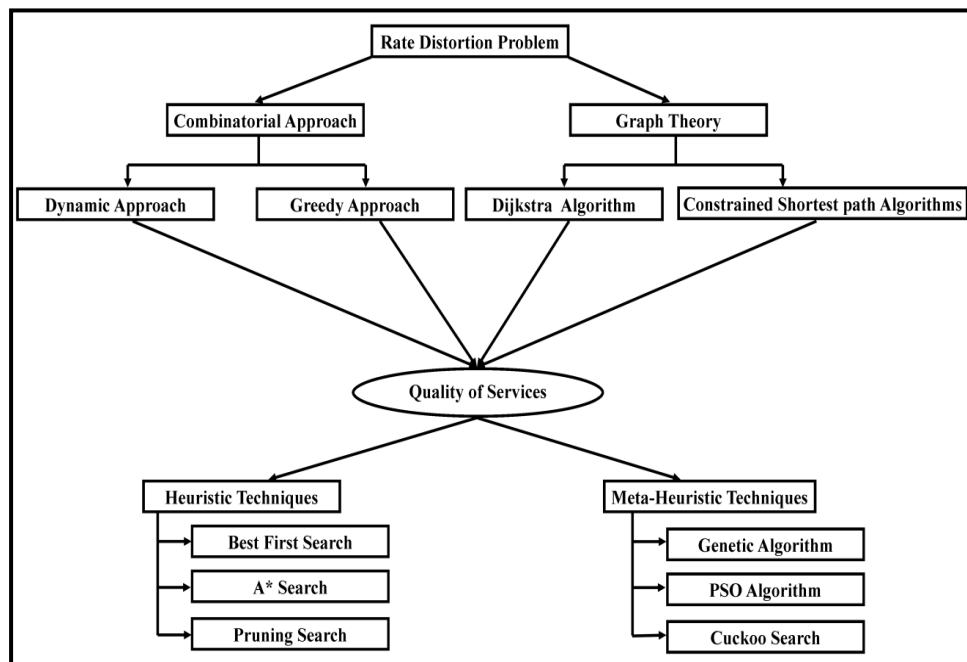 Rate Distortion Problem
Combinatorial Approach
Graph Theory
Dynamic Approach
Greedy Approach
Dijkstra Algorithm
Constrained Shortest path Algorithms
Quality of Services
Heuristic Techniques
Best First Search
A* Search
Pruning Search
Meta-Heuristic Techniques
Genetic Algorithm
PSO Algorithm
Cuckoo Search